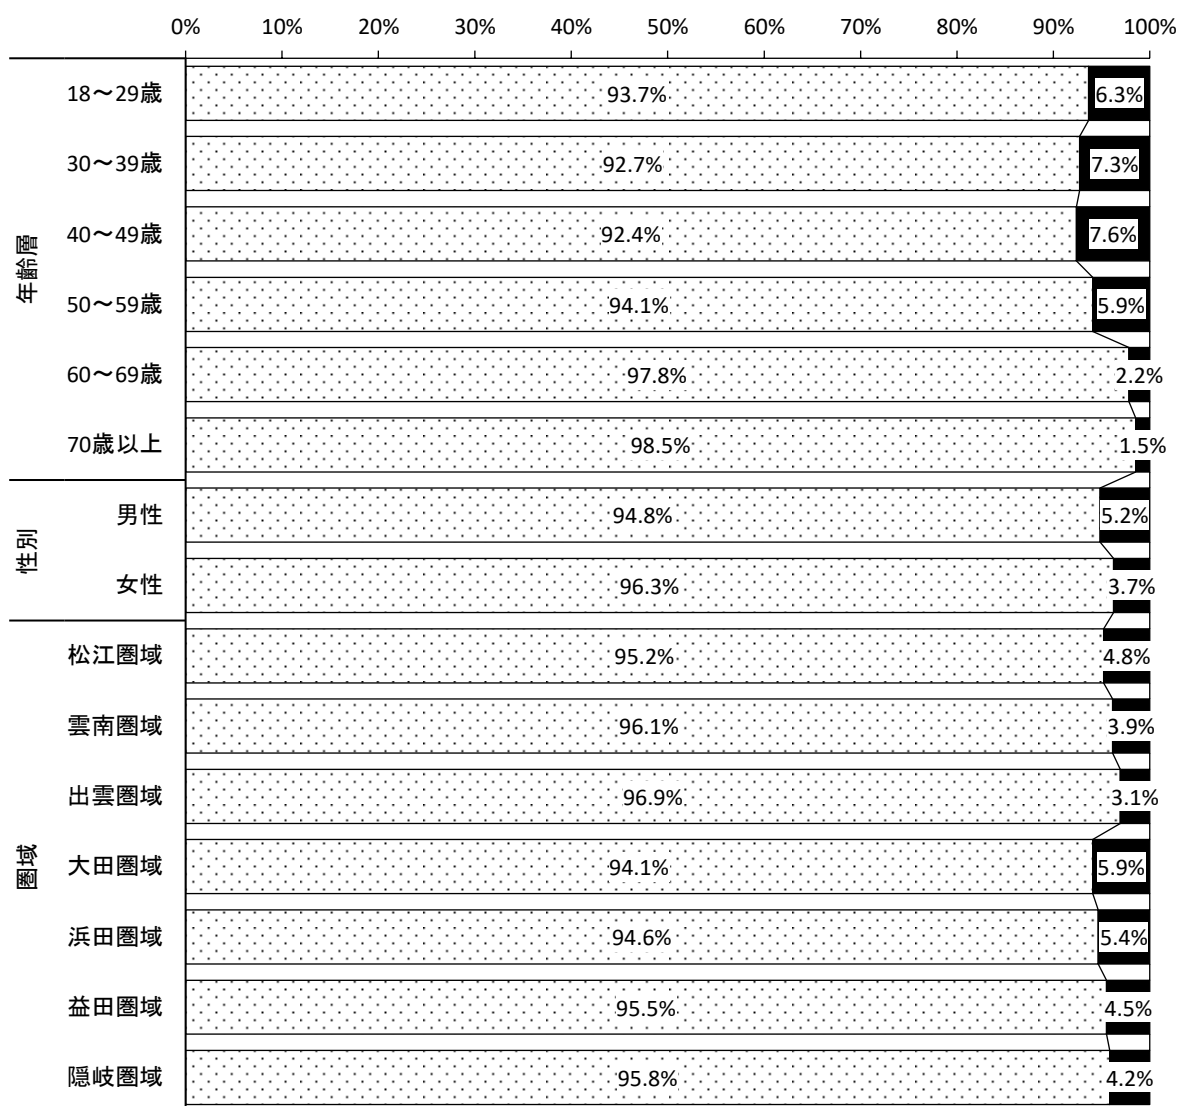 0% 10% 20% 30% 40% 50% 60% 70% 80% 90% 100%
年齢層
18～29歳 93.7% 6.3%
30～39歳 92.7% 7.3%
40～49歳 92.4% 7.6%
50～59歳 94.1% 5.9%
60～69歳 97.8% 2.2%
70歳以上 98.5% 1.5%
性別
男性 94.8% 5.2%
女性 96.3% 3.7%
圏域
松江圏域 95.2% 4.8%
雲南圏域 96.1% 3.9%
出雲圏域 96.9% 3.1%
大田圏域 94.1% 5.9%
浜田圏域 94.6% 5.4%
益田圏域 95.5% 4.5%
隠岐圏域 95.8% 4.2%